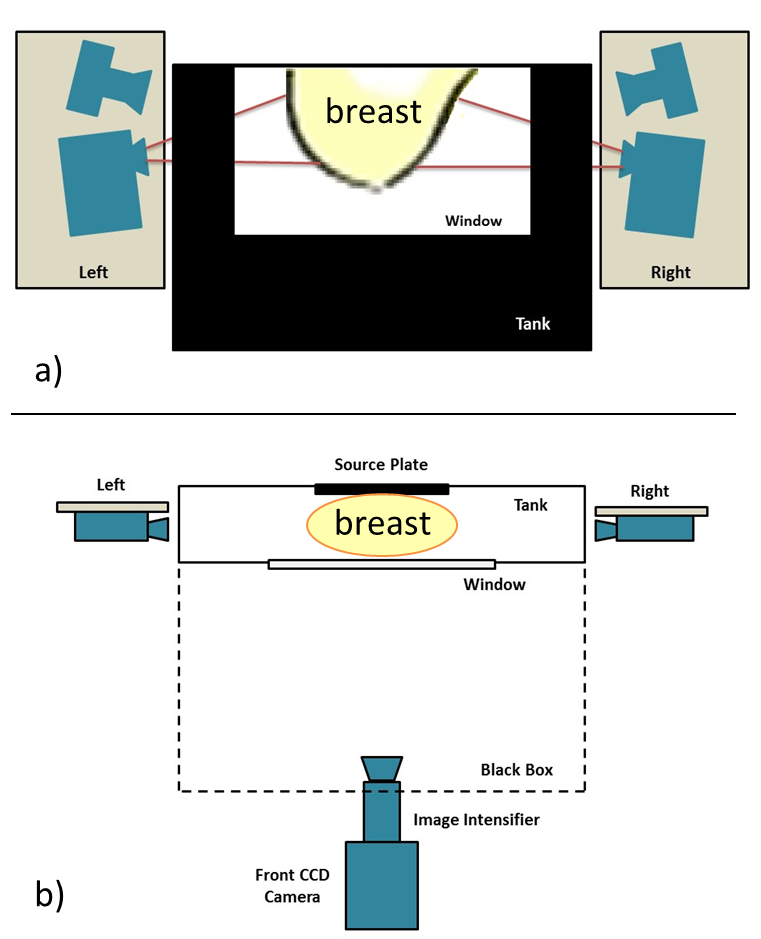 breast
Window
Left
Right
Tank
a)
Source Plate
Left
Right
Tank
breast
Window
Black Box
Image Intensifier
Front CCD
Camera
b)